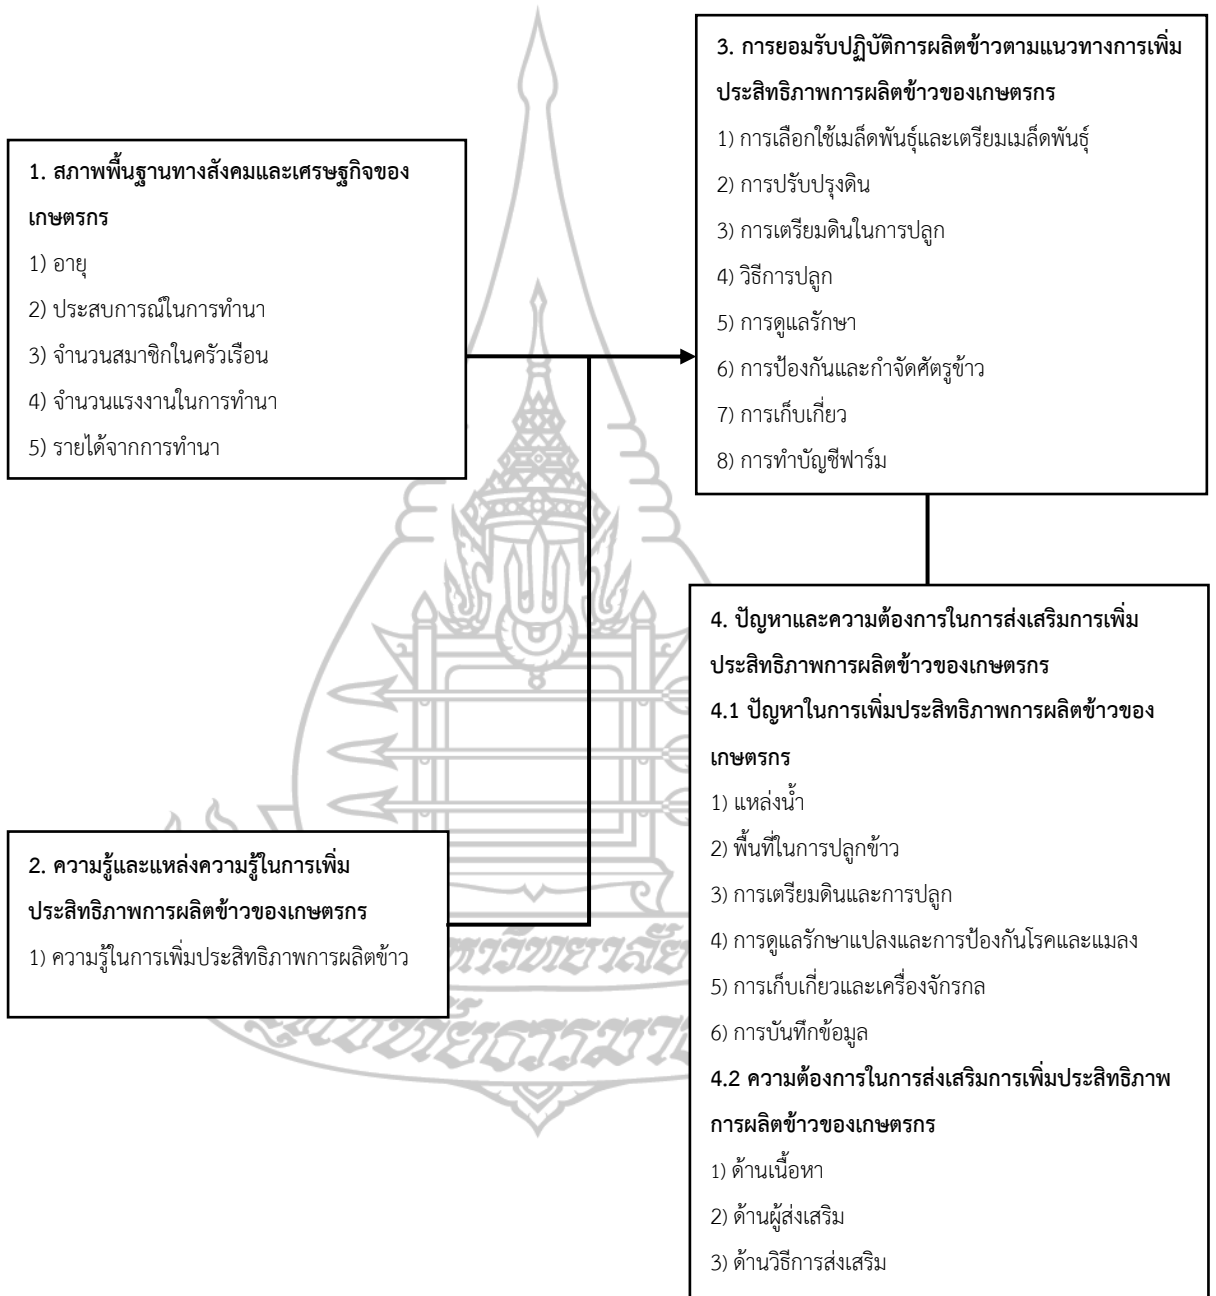 1. สภาพพื้นฐานทางสังคมและเศรษฐกิจของ
เกษตรกร
1) อายุ
2) ประสบการณ์ในการทำนา
3) จำนวนสมาชิกในครัวเรือน
4) จำนวนแรงงานในการทำนา
5) รายได้จากการทำนา
2. ความรู้และแหล่งความรู้ในการเพิ่ม
ประสิทธิภาพการผลิตข้าวของเกษตรกร
1) ความรู้ในการเพิ่มประสิทธิภาพการผลิตข้าว
3. การยอมรับปฏิบัติการผลิตข้าวตามแนวทางการเพิ่ม
ประสิทธิภาพการผลิตข้าวของเกษตรกร
1) การเลือกใช้เมล็ดพันธุ์และเตรียมเมล็ดพันธุ์
2) การปรับปรุงดิน
3) การเตรียมดินในการปลูก
4) วิธีการปลูก
5) การดูแลรักษา
6) การป้องกันและกำจัดศัตรูข้าว
7) การเก็บเกี่ยว
8) การทำบัญชีฟาร์ม
4. ปัญหาและความต้องการในการส่งเสริมการเพิ่ม
ประสิทธิภาพการผลิตข้าวของเกษตรกร
4.1 ปัญหาในการเพิ่มประสิทธิภาพการผลิตข้าวของ
เกษตรกร
1) แหล่งน้ำ
2) พื้นที่ในการปลูกข้าว
3) การเตรียมดินและการปลูก
4) การดูแลรักษาแปลงและการป้องกันโรคและแมลง
5) การเก็บเกี่ยวและเครื่องจักรกล
6) การบันทึกข้อมูล
4.2 ความต้องการในการส่งเสริมการเพิ่มประสิทธิภาพ
การผลิตข้าวของเกษตรกร
1) ด้านเนื้อหา
2) ด้านผู้ส่งเสริม
3) ด้านวิธีการส่งเสริม